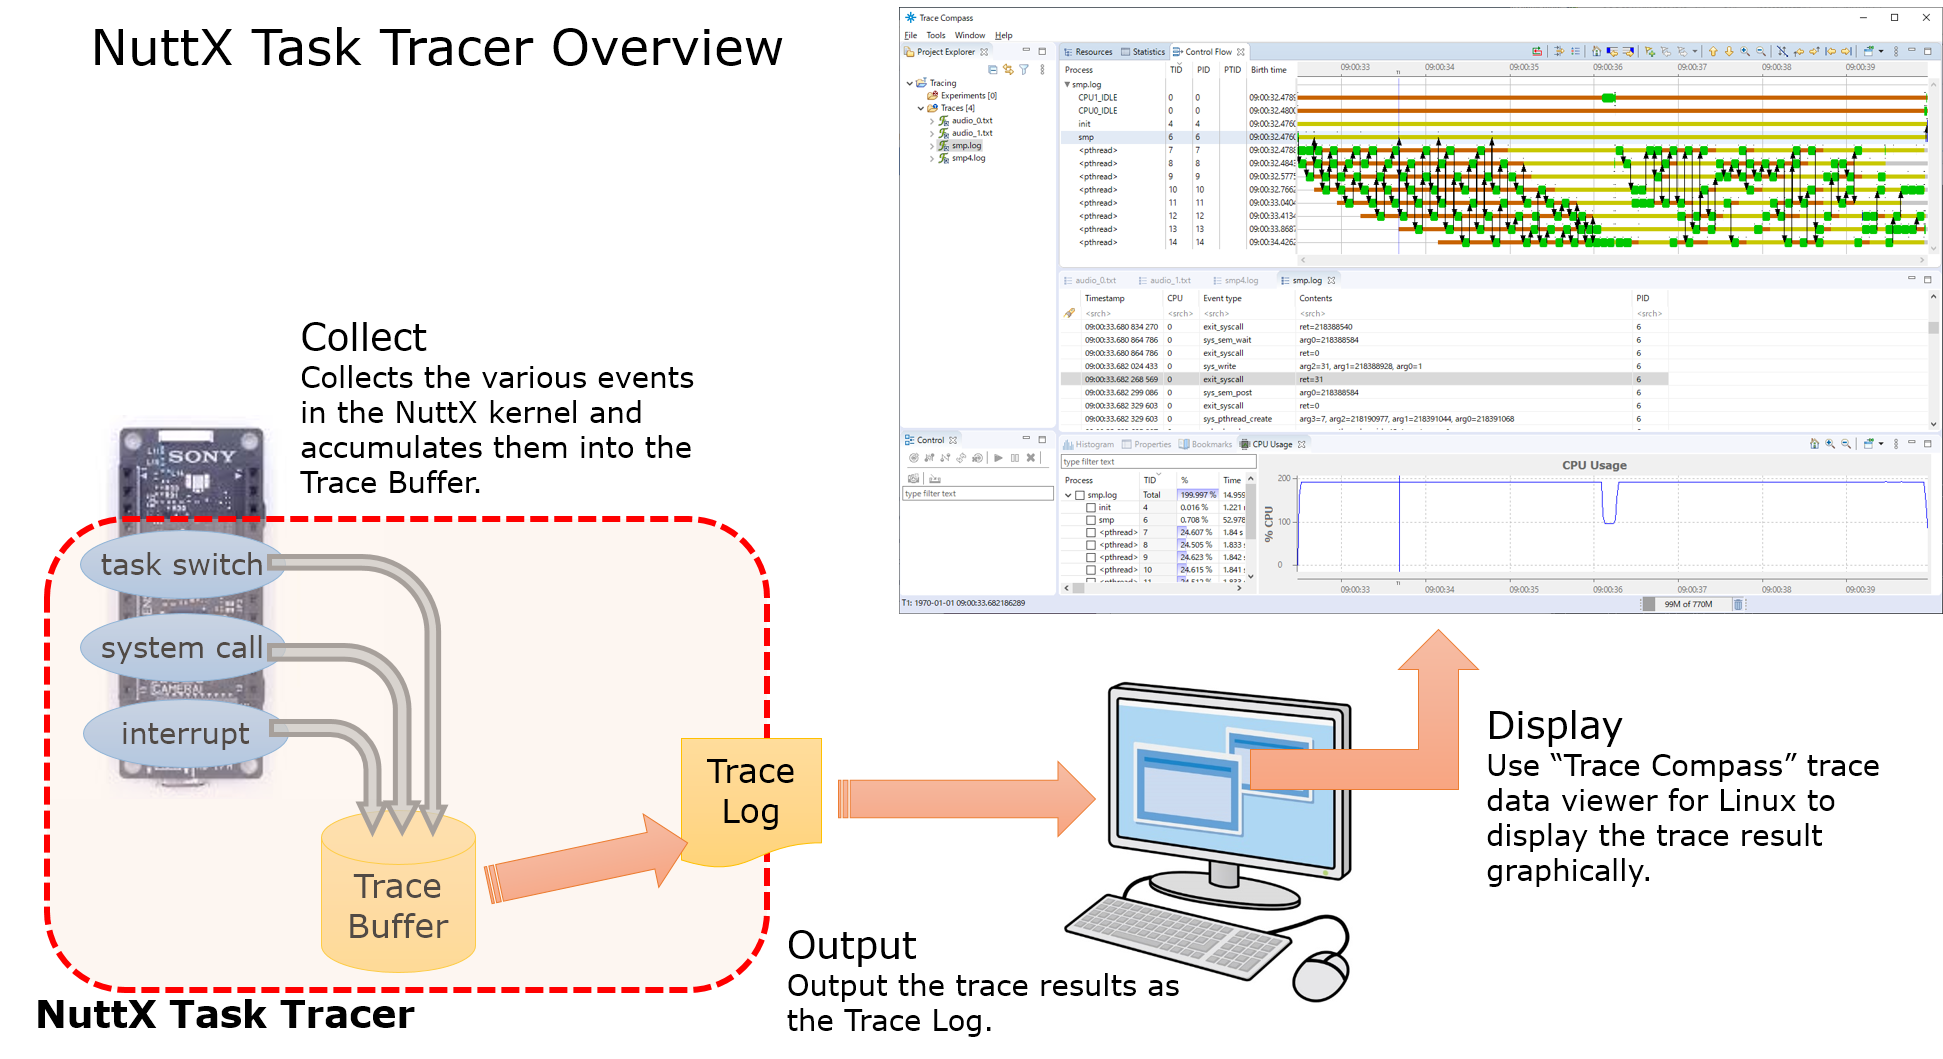 NuttX Task Tracer Overview
Collect
Collects the various events
in the NuttX kernel and
accumulates them into the
Trace Buffer.
SONY
task switch
system call
CAMERA
interrupt
Trace
Buffer
Trace
Log
NuttX Task Tracer
Output
Output the trace results as
the Trace Log.
Display
Use “Trace Compass” trace
data viewer for Linux to
display the trace result
graphically.
Trace Compass
File Tools Window Help
Project Explorer
Tracing
Experiments [0]
Traces [4]
audio_0.txt
audio_1.txt
smp.log
smp4.log
Control
type filter text
Resources Statistics Control Flow
Process TID PID PTID Birth time 09:00:33 09:00:34 09:00:35 09:00:36 09:00:37 09:00:38 09:00:39
smp.log
CPU1_IDLE 0 0 09:00:32.4789
CPU0_IDLE 0 0 09:00:32.4800
init 4 4 09:00:32.4760
smp 6 6 09:00:32.4760
<pthread> 7 7 09:00:32.4788
<pthread> 8 8 09:00:32.4843
<pthread> 9 9 09:00:32.5775
<pthread> 10 10 09:00:32.7662
<pthread> 11 11 09:00:33.0404
<pthread> 12 12 09:00:33.4134
<pthread> 13 13 09:00:33.8687
<pthread> 14 14 09:00:34.4262
audio_0.txt audio_1.txt smp4.log smp.log
Timestamp CPU Event type Contents PID
<srch> <srch> <srch> <srch> <srch>
09:00:33.680 834 270 0 exit_syscall ret=218388540 6
09:00:33.680 864 786 0 sys_sem_wait arg0=218388584 6
09:00:33.680 864 786 0 exit_syscall ret=0 6
09:00:33.682 024 433 0 sys_write arg2=31, arg1=218388928, arg0=1 6
09:00:33.682 268 569 0 exit_syscall ret=31 6
09:00:33.682 299 086 0 sys_sem_post arg0=218388584 6
09:00:33.682 329 603 0 exit_syscall ret=0 6
09:00:33.682 329 603 0 sys_pthread_create arg3=7, arg2=218190977, arg1=218391044, arg0=218391068 6
Histogram Properties Bookmarks CPU Usage
type filter text
Process TID % Time
smp.log Total 199.997 % 14.959
init 4 0.016 % 1.221
smp 6 0.708 % 52.978
<pthread> 7 24.607 % 1.84 s
<pthread> 8 24.505 % 1.833
<pthread> 9 24.623 % 1.842
<pthread> 10 24.615 % 1.841
CPU Usage
% CPU
200
100
0
09:00:33 09:00:34 09:00:35 09:00:36 09:00:37 09:00:38 09:00:39
T1: 1970-01-01 09:00:33.682186289
99M of 770M